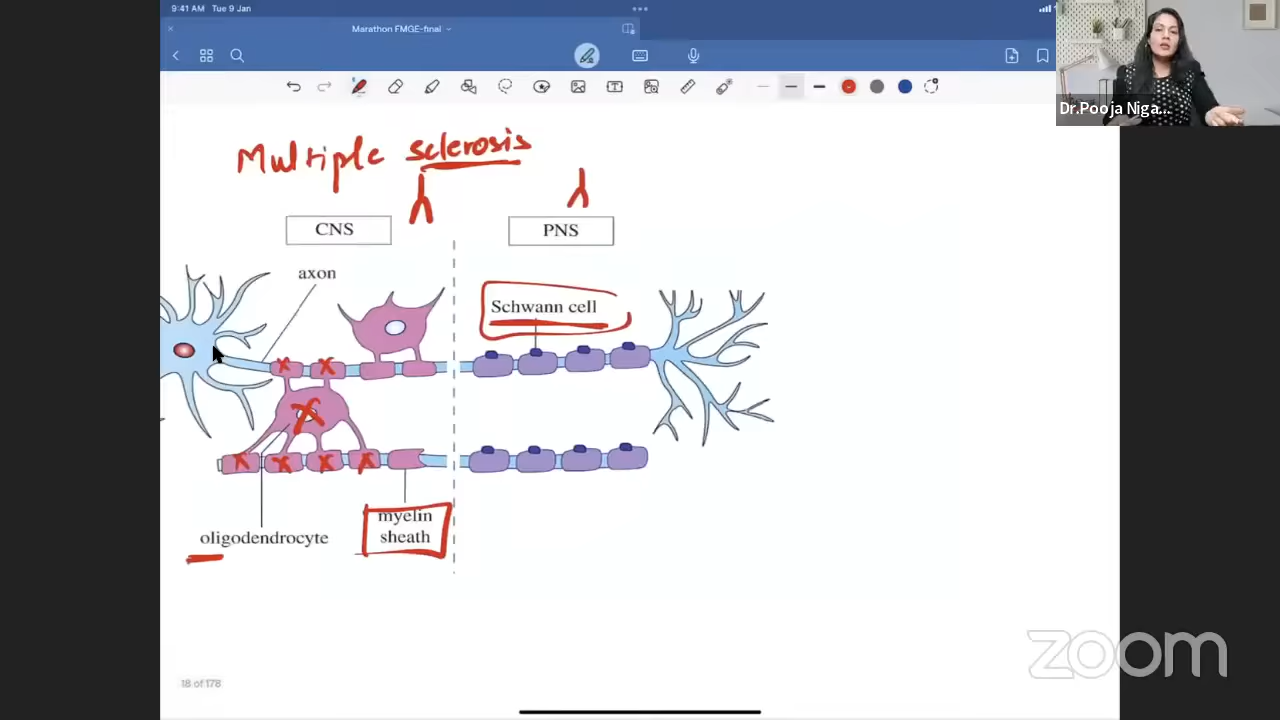 9:41 AM Tue 9 Jan
Marathon FMGE-final
Dr.Pooja Niga...
Multiple sclerosis
CNS
PNS
axon
Schwann cell
myelin
sheath
oligodendrocyte
zoom
18 of 178